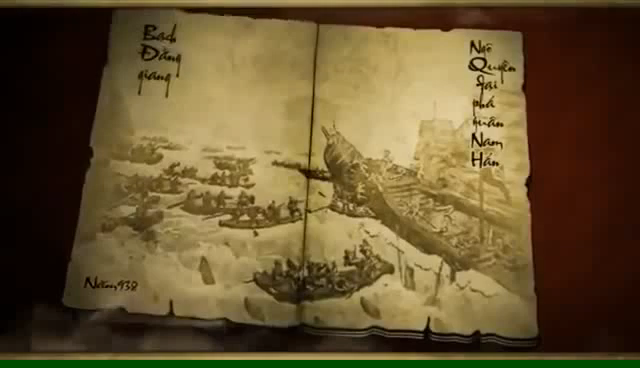 Bạch
Đằng
giang
Ngô
Quyền
đại
phá
quân
Nam
Hán
Năm 938